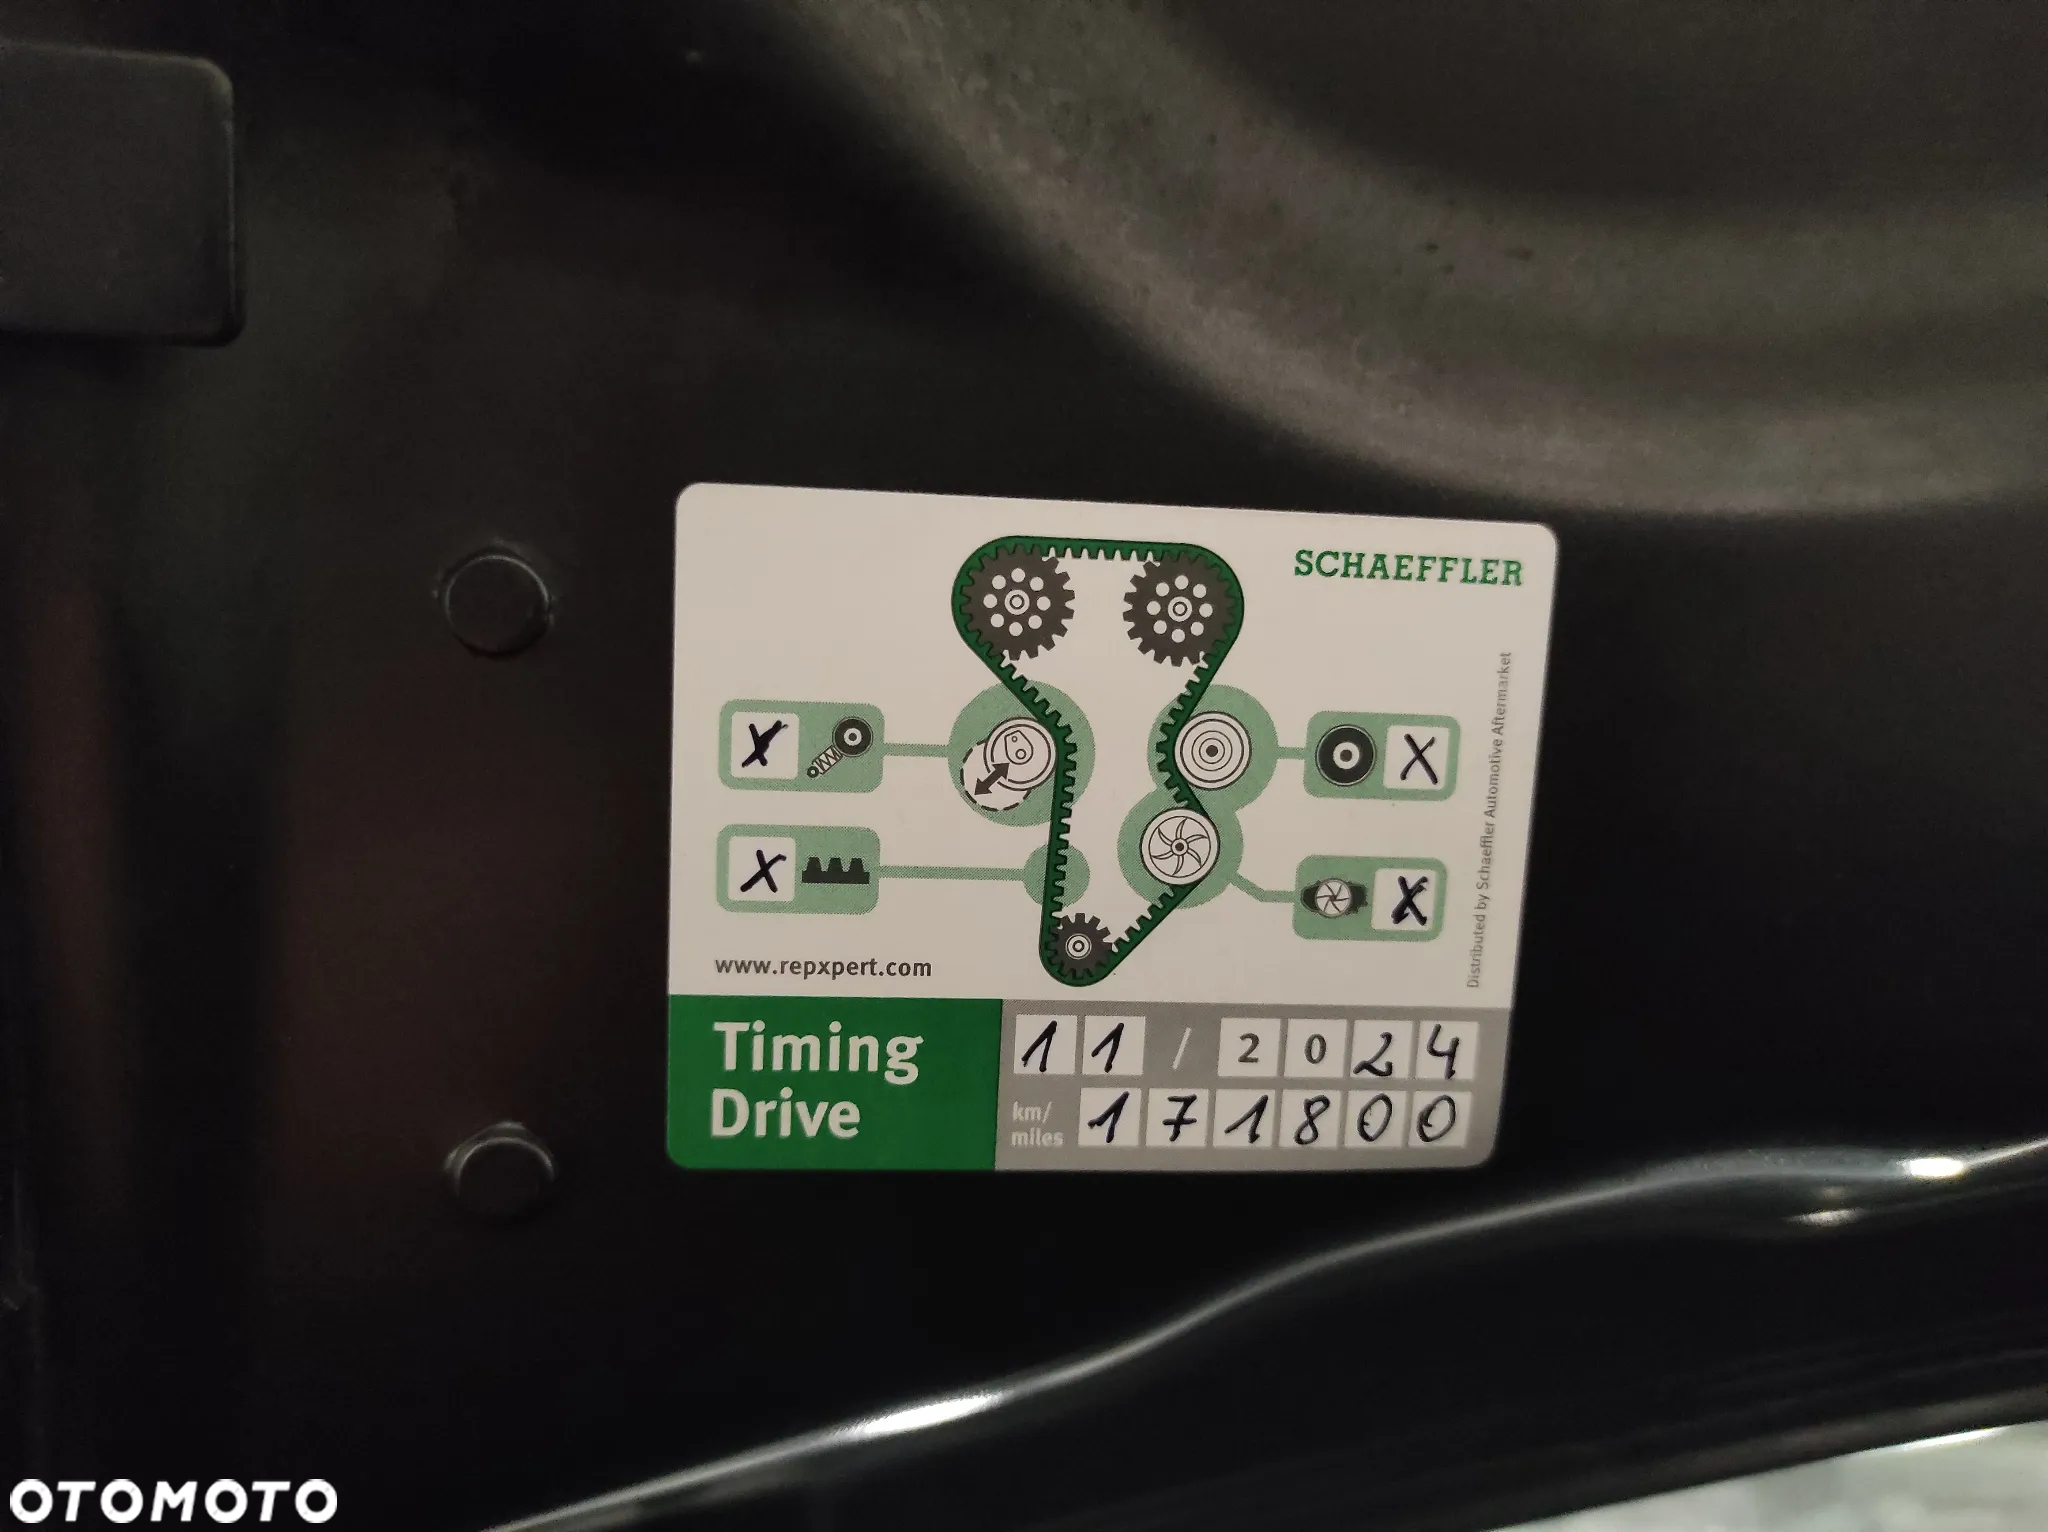 SCHAEFFLER
X
X
X
X
Distributed by Schaeffler Automotive Aftermarket
www.repxpert.com
Timing
Drive
11 / 2024
km/
miles
171800
OTOMOTO